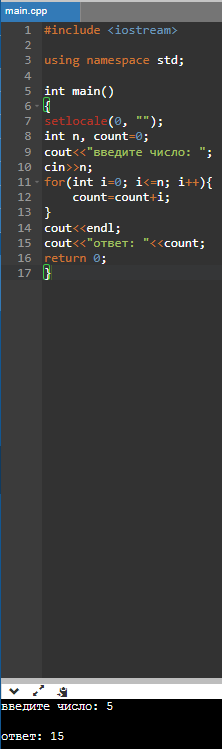 main.cpp
1 #include <iostream>
2
3 using namespace std;
4
5 int main()
6 {
7 setlocale(0, "");
8 int n, count=0;
9 cout<<"введите число: ";
10 cin>>n;
11 for(int i=0; i<=n; i++){
12 count=count+i;
13 }
14 cout<<endl;
15 cout<<"ответ: "<<count;
16 return 0;
17 }
введите число: 5
ответ: 15